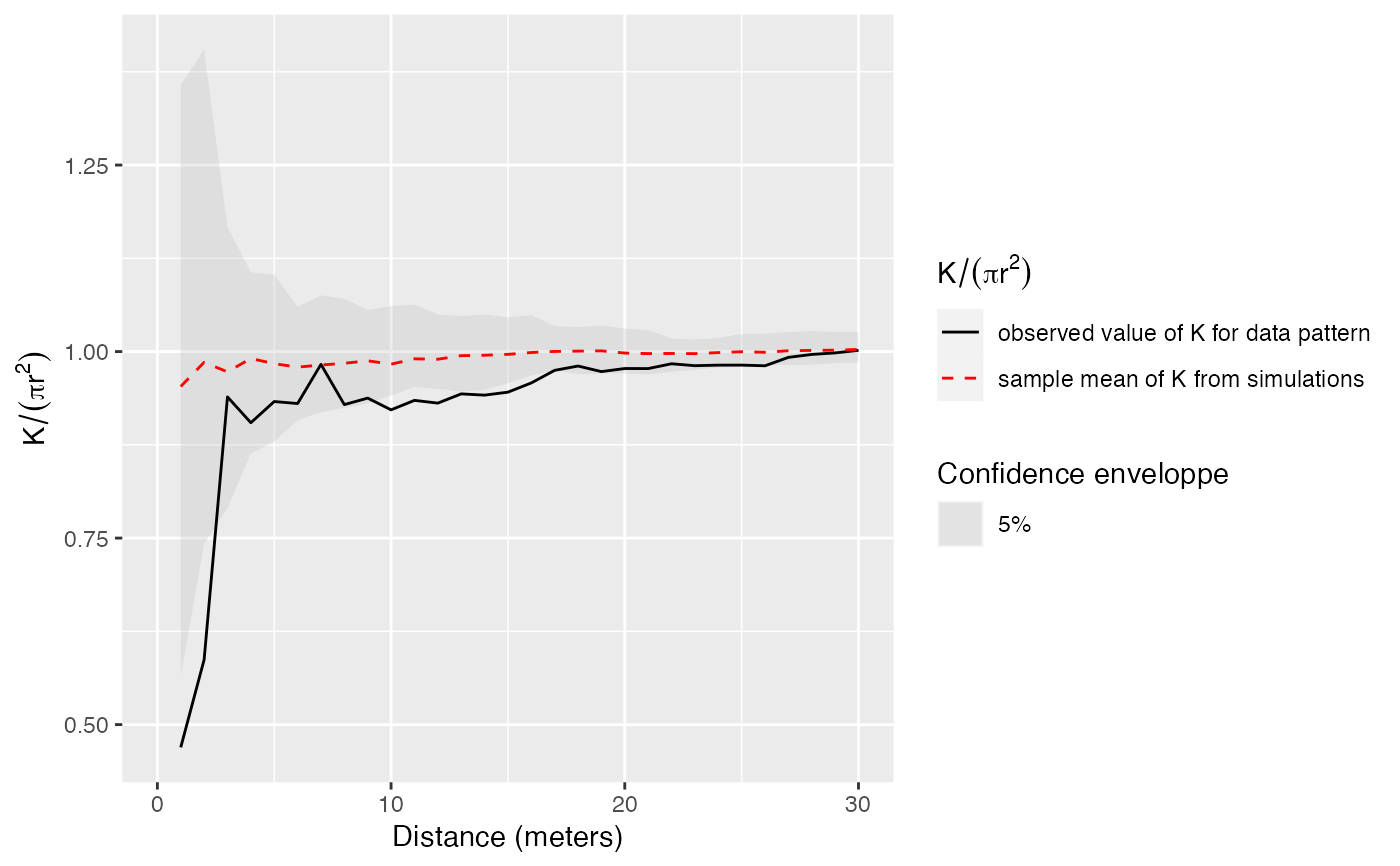 1.25
1.00
0.75
0.50
K/(πr²)
0 10 20 30
Distance (meters)
K/(πr²)
observed value of K for data pattern
sample mean of K from simulations
Confidence enveloppe
5%